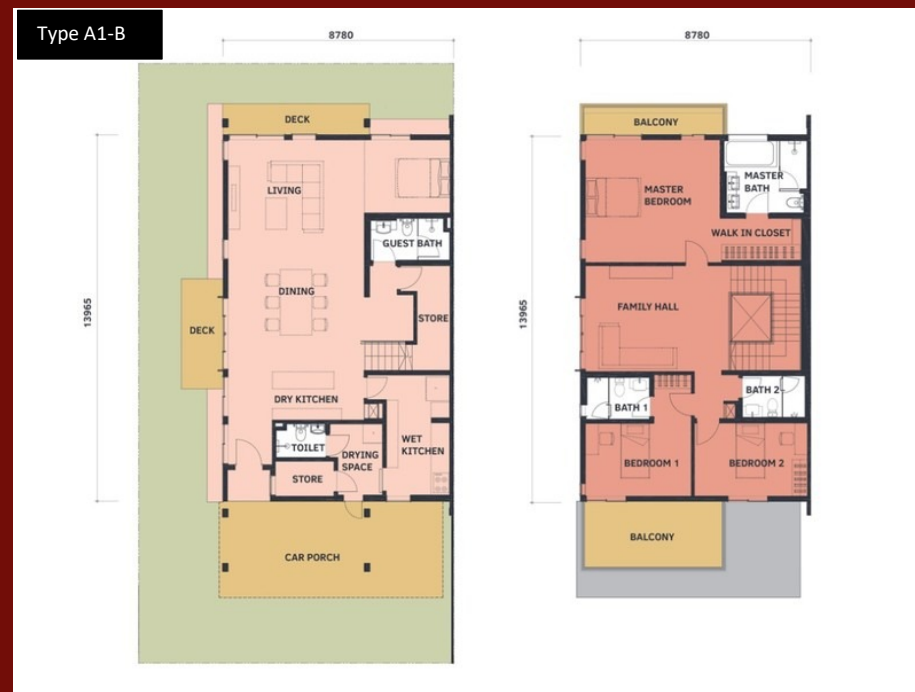 Type A1-B
8780
DECK
LIVING
GUEST BATH
DINING
STORE
DECK
13965
DRY KITCHEN
TOILET
DRYING
SPACE
WET
KITCHEN
STORE
CAR PORCH
8780
BALCONY
MASTER
BEDROOM
MASTER
BATH
WALK IN CLOSET
FAMILY HALL
13965
BATH 1
BATH 2
BEDROOM 1
BEDROOM 2
BALCONY